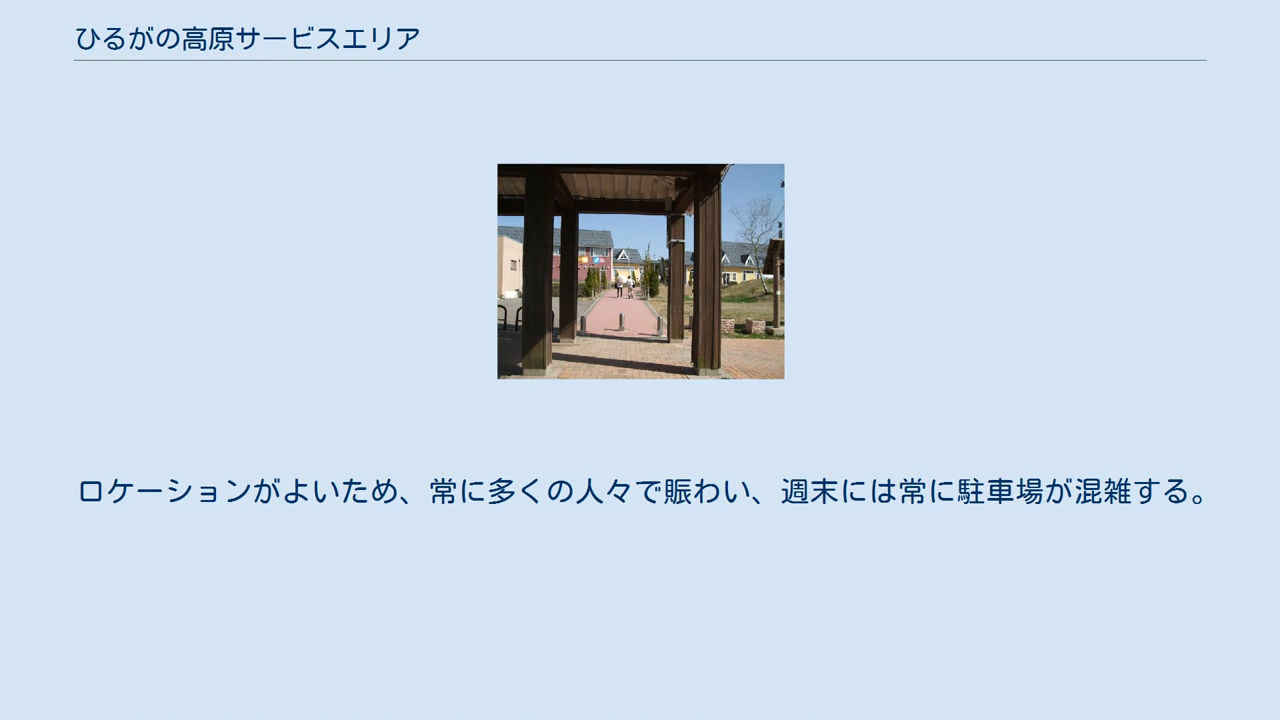 ひるがの高原サービスエリア
ロケーションがよいため、常に多くの人々で賑わい、週末には常に駐車場が混雑する。